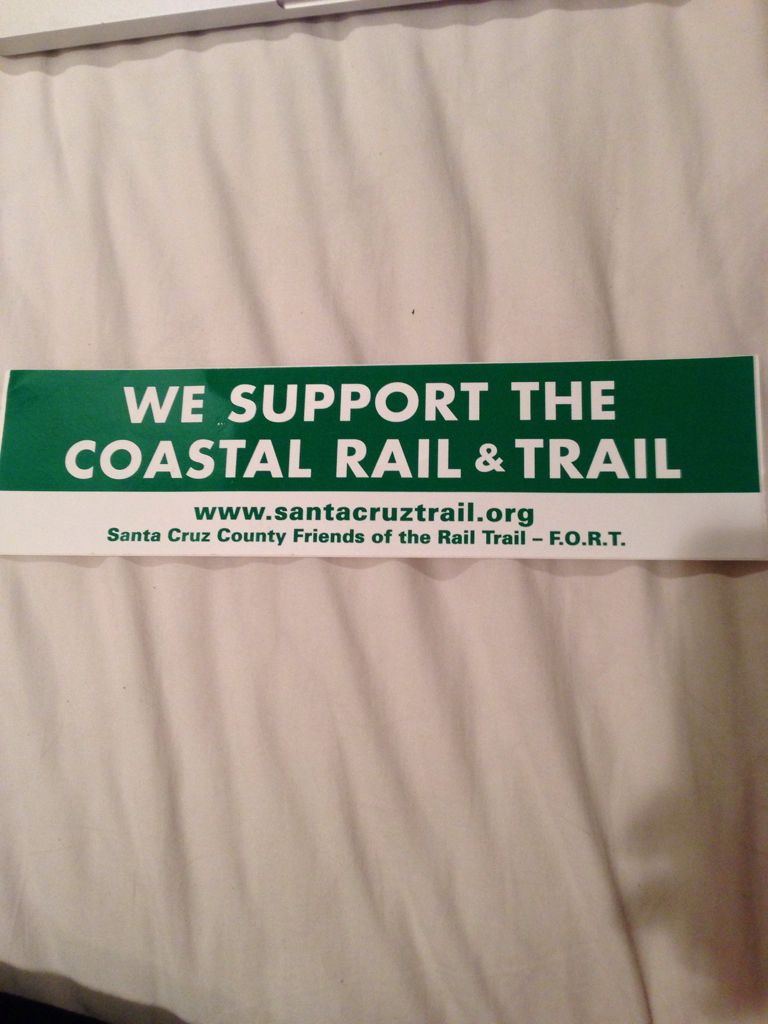 WE SUPPORT THE
COASTAL RAIL & TRAIL
www.santacruztrail.org
Santa Cruz County Friends of the Rail Trail – F.O.R.T.